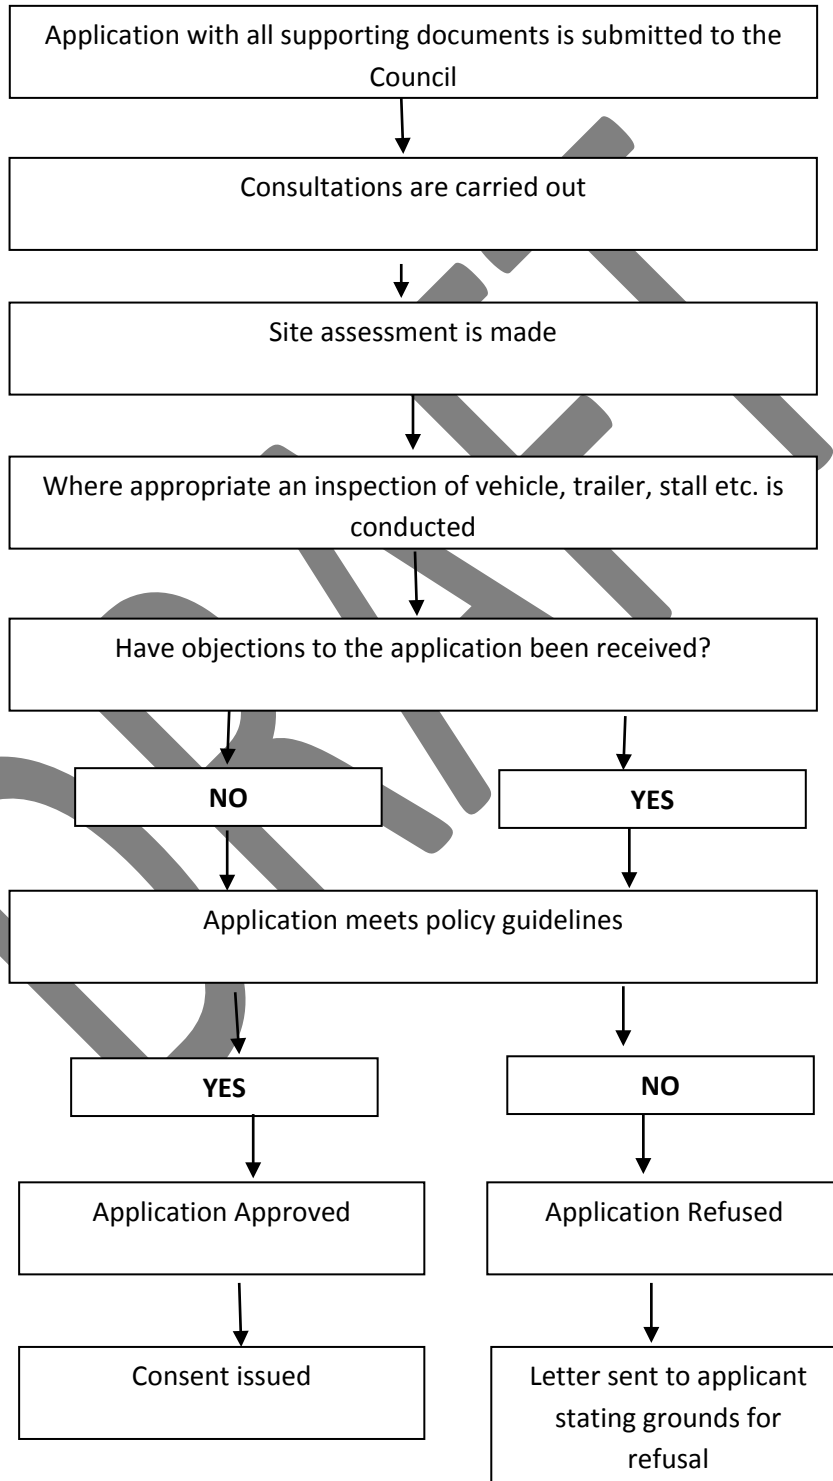 Application with all supporting documents is submitted to the
Council
Consultations are carried out
Site assessment is made
Where appropriate an inspection of vehicle, trailer, stall etc. is
conducted
Have objections to the application been received?
NO
YES
Application meets policy guidelines
YES
NO
Application Approved
Application Refused
Consent issued
Letter sent to applicant
stating grounds for
refusal
DRAFT